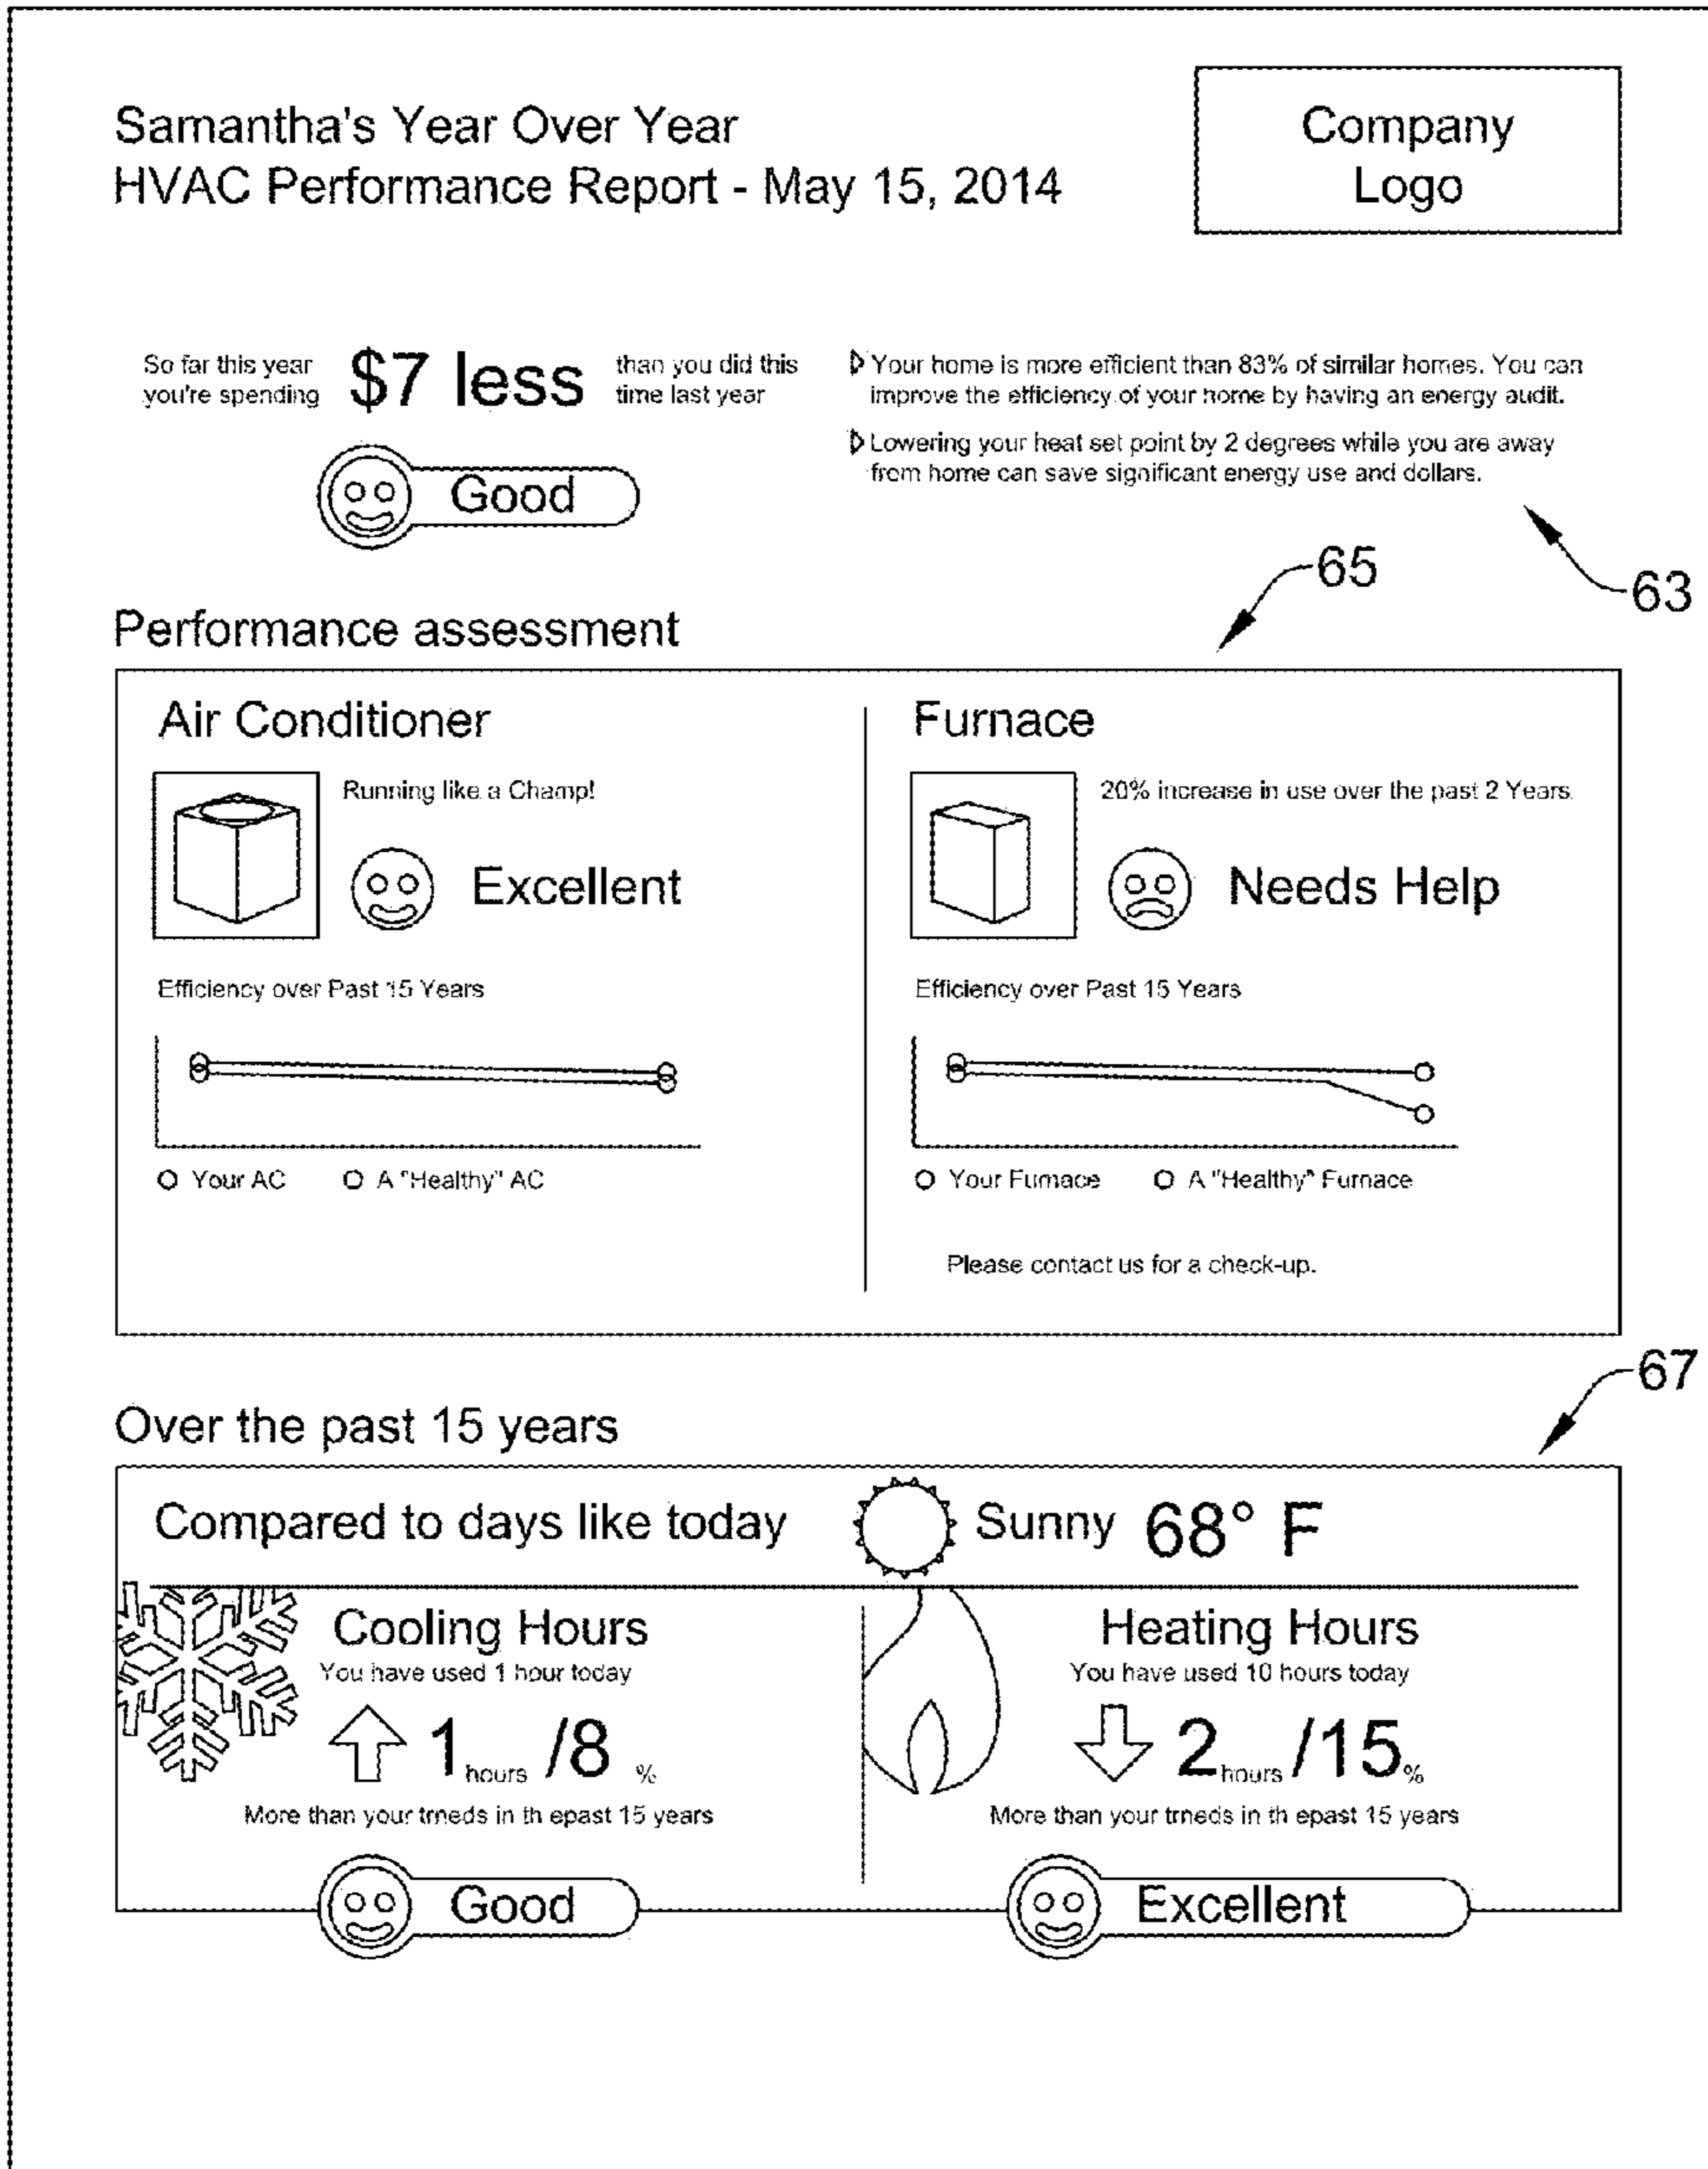 Samantha's Year Over Year
HVAC Performance Report - May 15, 2014
Company
Logo
So far this year
you're spending
$7 less
than you did this
time last year
Good
Your home is more efficient than 83% of similar homes. You can
improve the efficiency of your home by having an energy audit.
Lowering your heat set point by 2 degrees while you are away
from home can save significant energy use and dollars.
65
63
Performance assessment
Air Conditioner
Running like a Champ!
Excellent
Efficiency over Past 15 Years
Your AC
A "Healthy" AC
Furnace
20% increase in use over the past 2 Years.
Needs Help
Efficiency over Past 15 Years
Your Furnace
A "Healthy" Furnace
Please contact us for a check-up.
67
Over the past 15 years
Compared to days like today
Sunny 68° F
Cooling Hours
You have used 1 hour today
1 hours /8 %
More than your trneds in th epast 15 years
Good
Heating Hours
You have used 10 hours today
2 hours /15 %
More than your trneds in th epast 15 years
Excellent